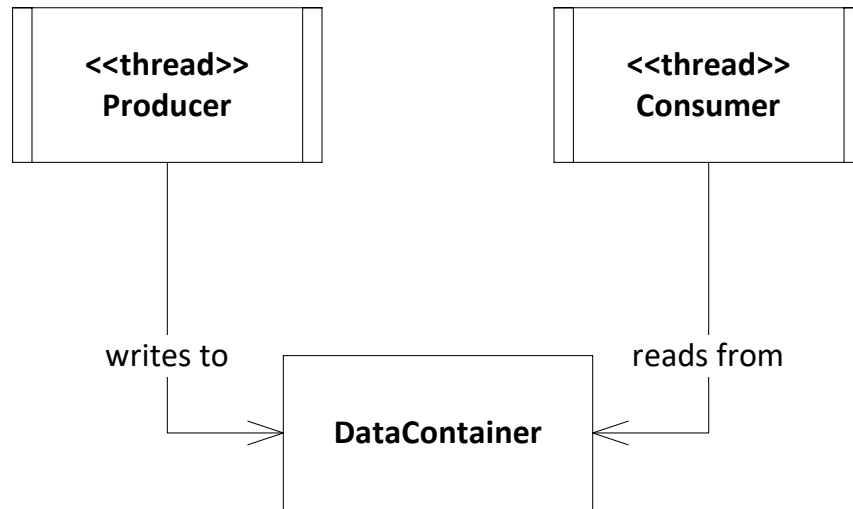 <<thread>>
Producer
<<thread>>
Consumer
writes to
reads from
DataContainer